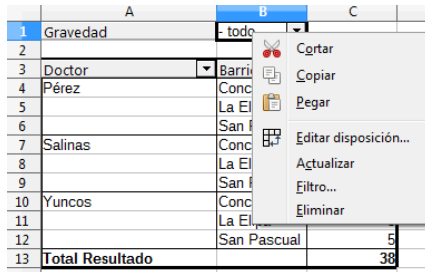 A B C
1 Gravedad - todo
2
3 Doctor Barri
4 Pérez Conc
5 La El
6 San
7 Salinas Conc
8 La El
9 San
10 Yuncos Conc
11 La Elipa
12 San Pascual 5
13 Total Resultado 38
Cortar
Copiar
Pegar
Editar disposición...
Actualizar
Filtro...
Eliminar